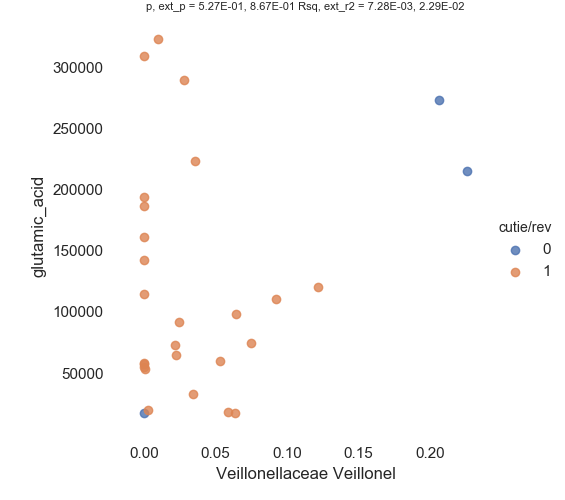 p, ext_p = 5.27E-01, 8.67E-01 Rsq, ext_r2 = 7.28E-03, 2.29E-02
300000
250000
200000
150000
100000
50000
glutamic_acid
cutie/rev
0
1
0.00 0.05 0.10 0.15 0.20
Veillonellaceae Veillonel